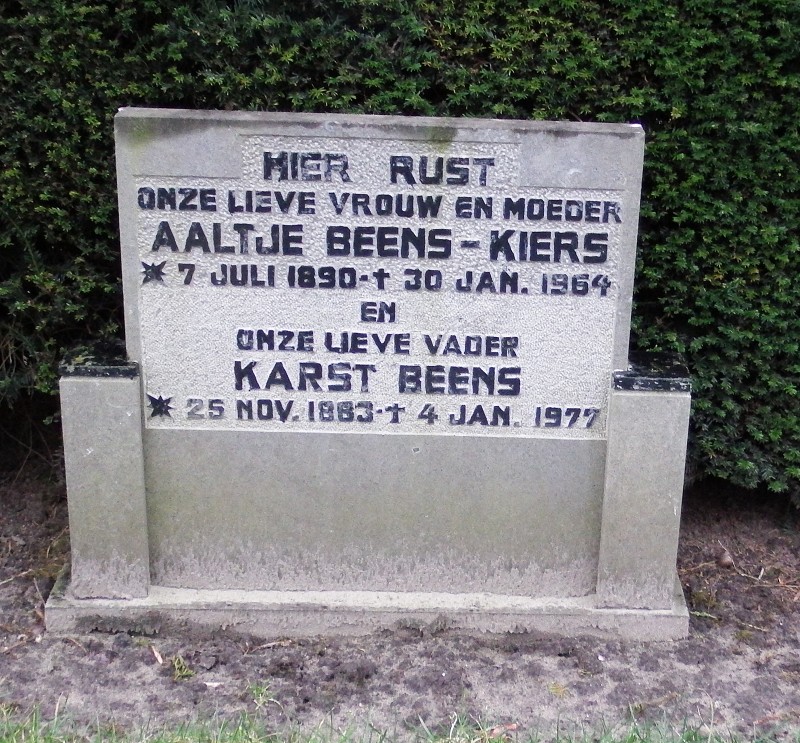 HIER RUST
ONZE LIEVE VROUW EN MOEDER
AALTJE BEENS-KIERS
* 7 JULI 1890-† 30 JAN. 1964
EN
ONZE LIEVE VADER
KARST BEENS
* 25 NOV. 1883-† 4 JAN. 1977